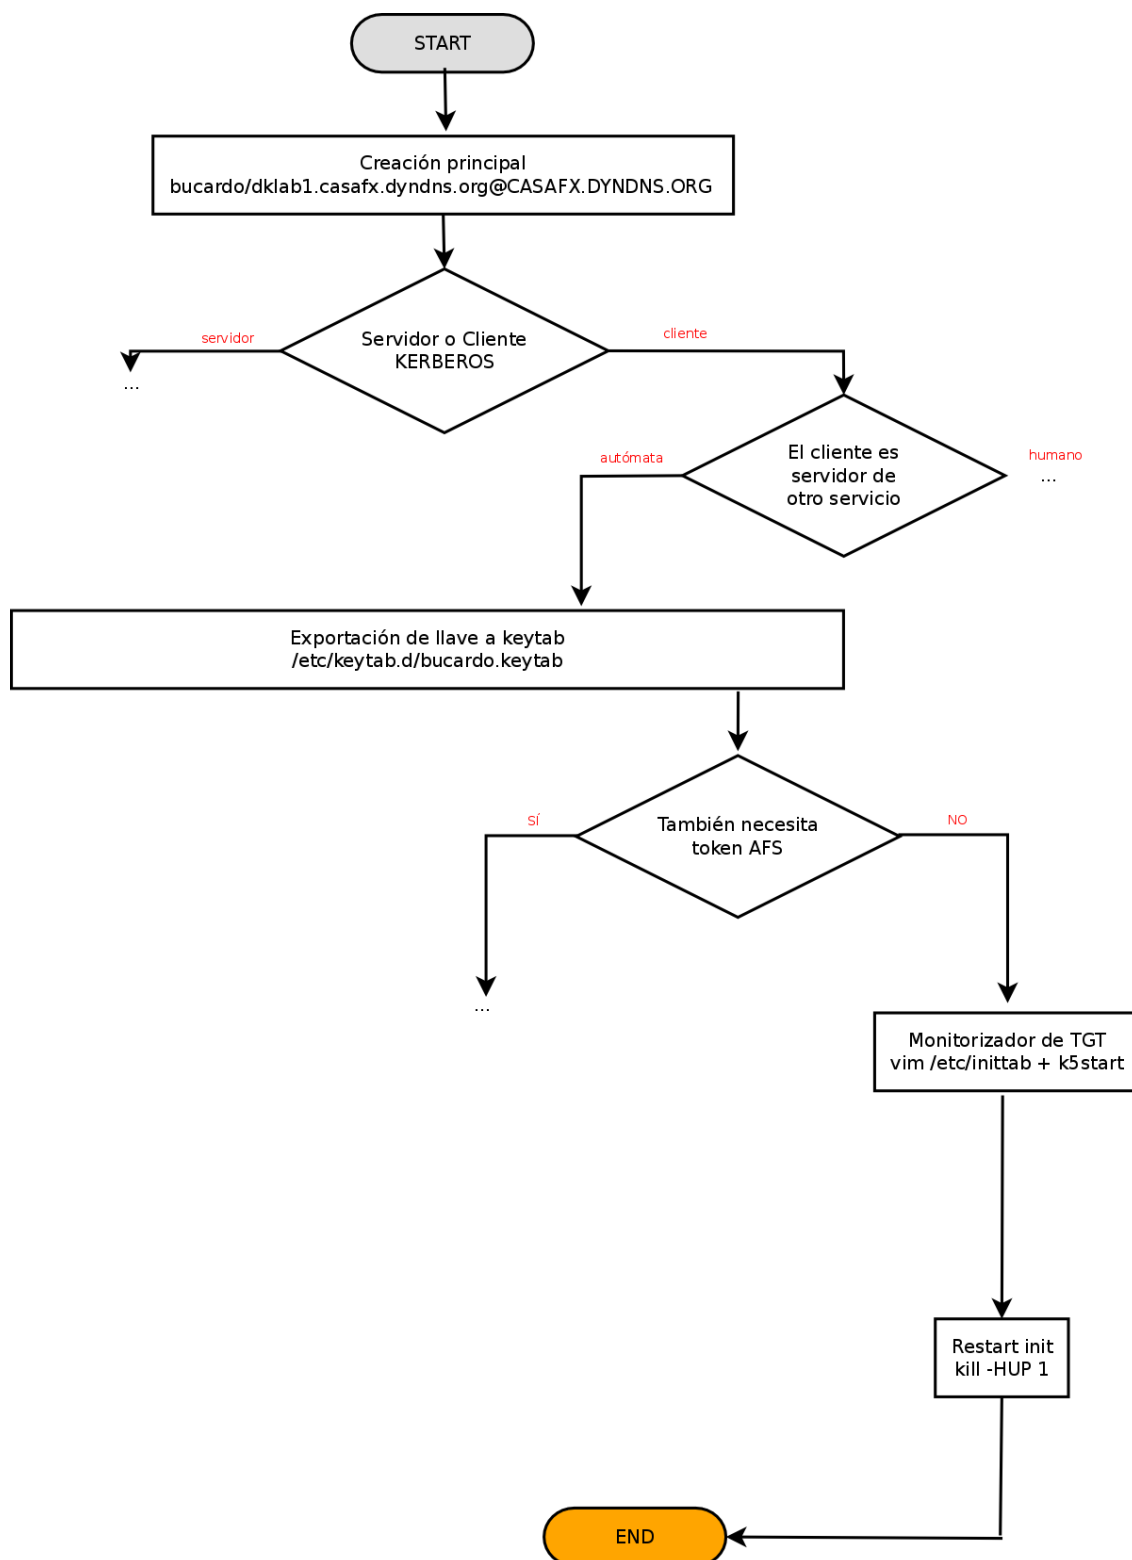 START
Creación principal
bucardo/dklab1.casafx.dyndns.org@CASAFX.DYNDNS.ORG
servidor
Servidor o Cliente
KERBEROS
cliente
...
autómata
El cliente es
servidor de
otro servicio
humano
...
Exportación de llave a keytab
/etc/keytab.d/bucardo.keytab
SÍ
También necesita
token AFS
NO
...
Monitorizador de TGT
vim /etc/inittab + k5start
Restart init
kill -HUP 1
END